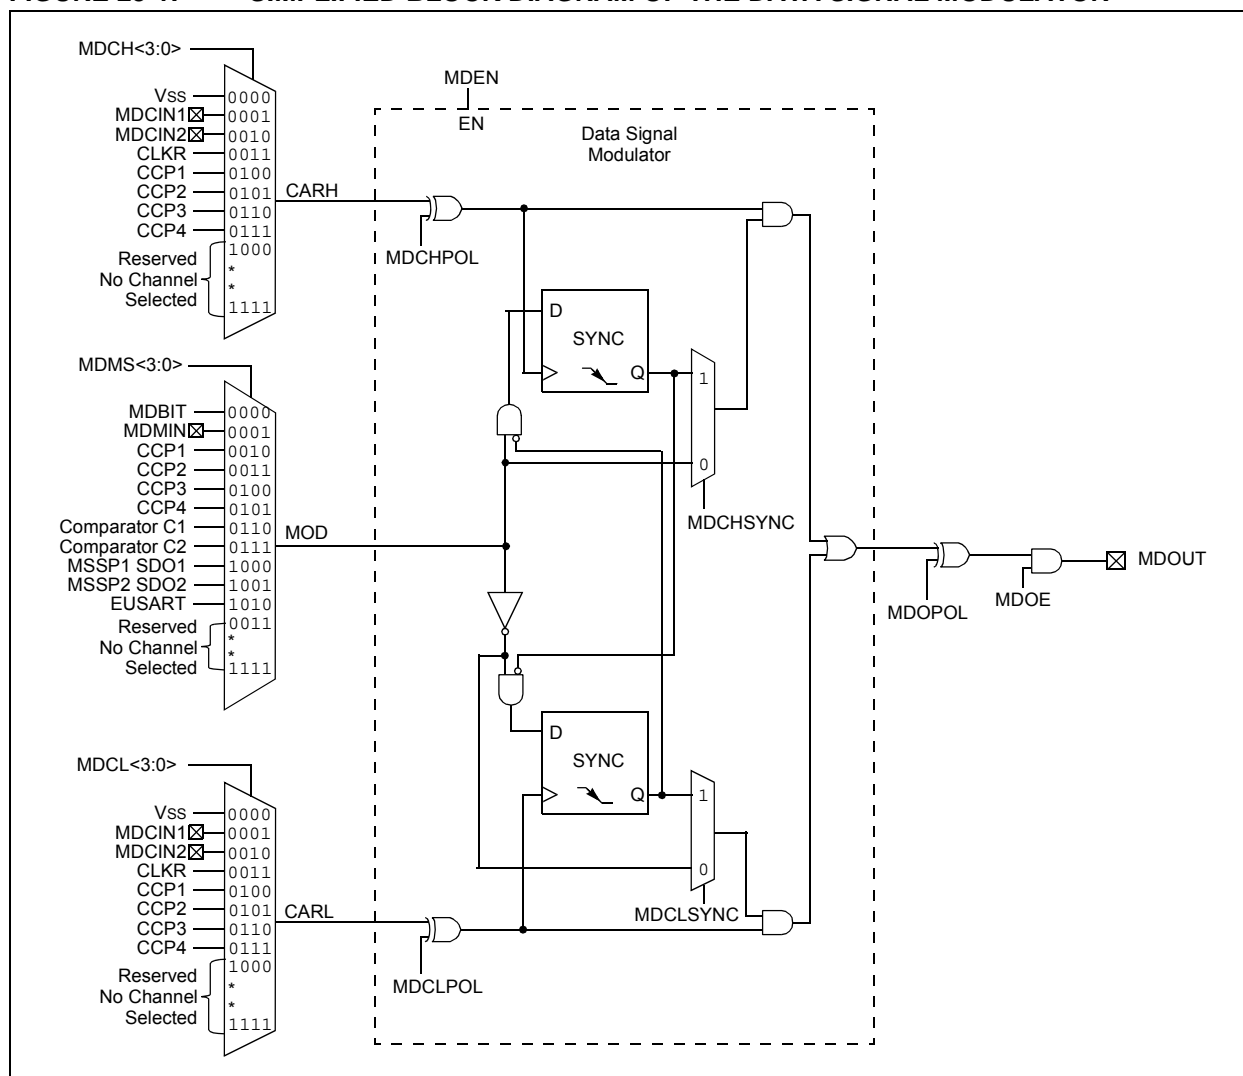 FIGURE SIMPLIFIED BLOCK DIAGRAM OF THE DATA SIGNAL MODULATOR
MDCH<3:0>
VSS 0000
MDCIN1 0001
MDCIN2 0010
CLKR 0011
CCP1 0100
CCP2 0101
CCP3 0110
CCP4 0111
1000
Reserved
*
No Channel
*
Selected
1111
CARH
MDEN
EN
Data Signal
Modulator
MDCHPOL
D
SYNC
Q
1
0
MDCHSYNC
MDMS<3:0>
MDBIT 0000
MDMIN 0001
CCP1 0010
CCP2 0011
CCP3 0100
CCP4 0101
Comparator C1 0110
Comparator C2 0111
MSSP1 SDO1 1000
MSSP2 SDO2 1001
EUSART 1010
0011
Reserved
*
No Channel
*
Selected
1111
MOD
MDOPOL
MDOE
MDOUT
D
SYNC
Q
1
0
MDCLSYNC
MDCL<3:0>
VSS 0000
MDCIN1 0001
MDCIN2 0010
CLKR 0011
CCP1 0100
CCP2 0101
CCP3 0110
CCP4 0111
1000
Reserved
*
No Channel
*
Selected
1111
CARL
MDCLPOL